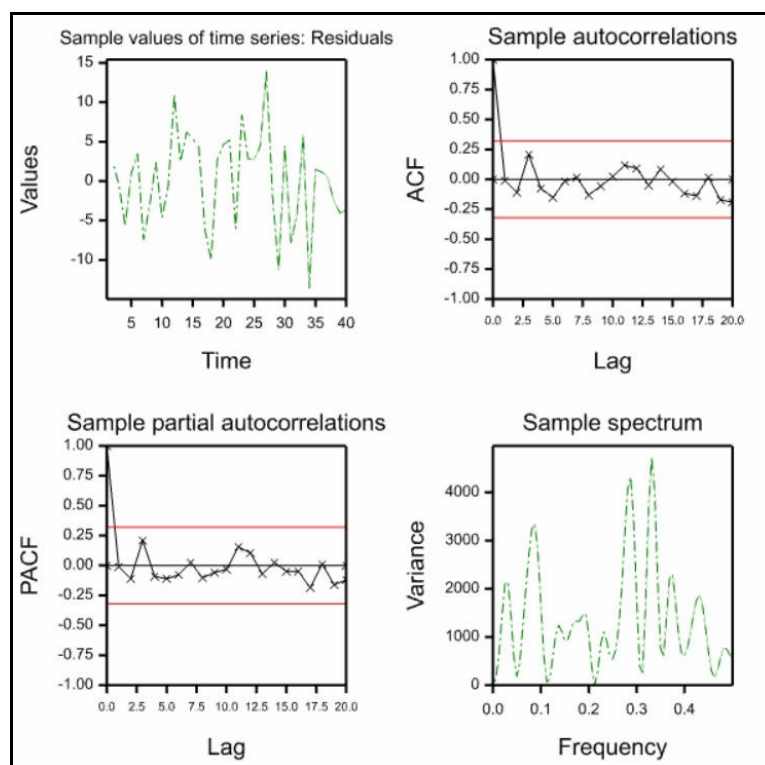 Sample values of time series: Residuals
15
10
5
0
-5
-10
Values
5 10 15 20 25 30 35 40
Time
Sample autocorrelations
1.00
0.75
0.50
0.25
0.00
-0.25
-0.50
-0.75
-1.00
ACF
0.0 2.5 5.0 7.5 10.0 12.5 15.0 17.5 20.0
Lag
Sample partial autocorrelations
1.00
0.75
0.50
0.25
0.00
-0.25
-0.50
-0.75
-1.00
PACF
0.0 2.5 5.0 7.5 10.0 12.5 15.0 17.5 20.0
Lag
Sample spectrum
4000
3000
2000
1000
0
Variance
0.0 0.1 0.2 0.3 0.4
Frequency